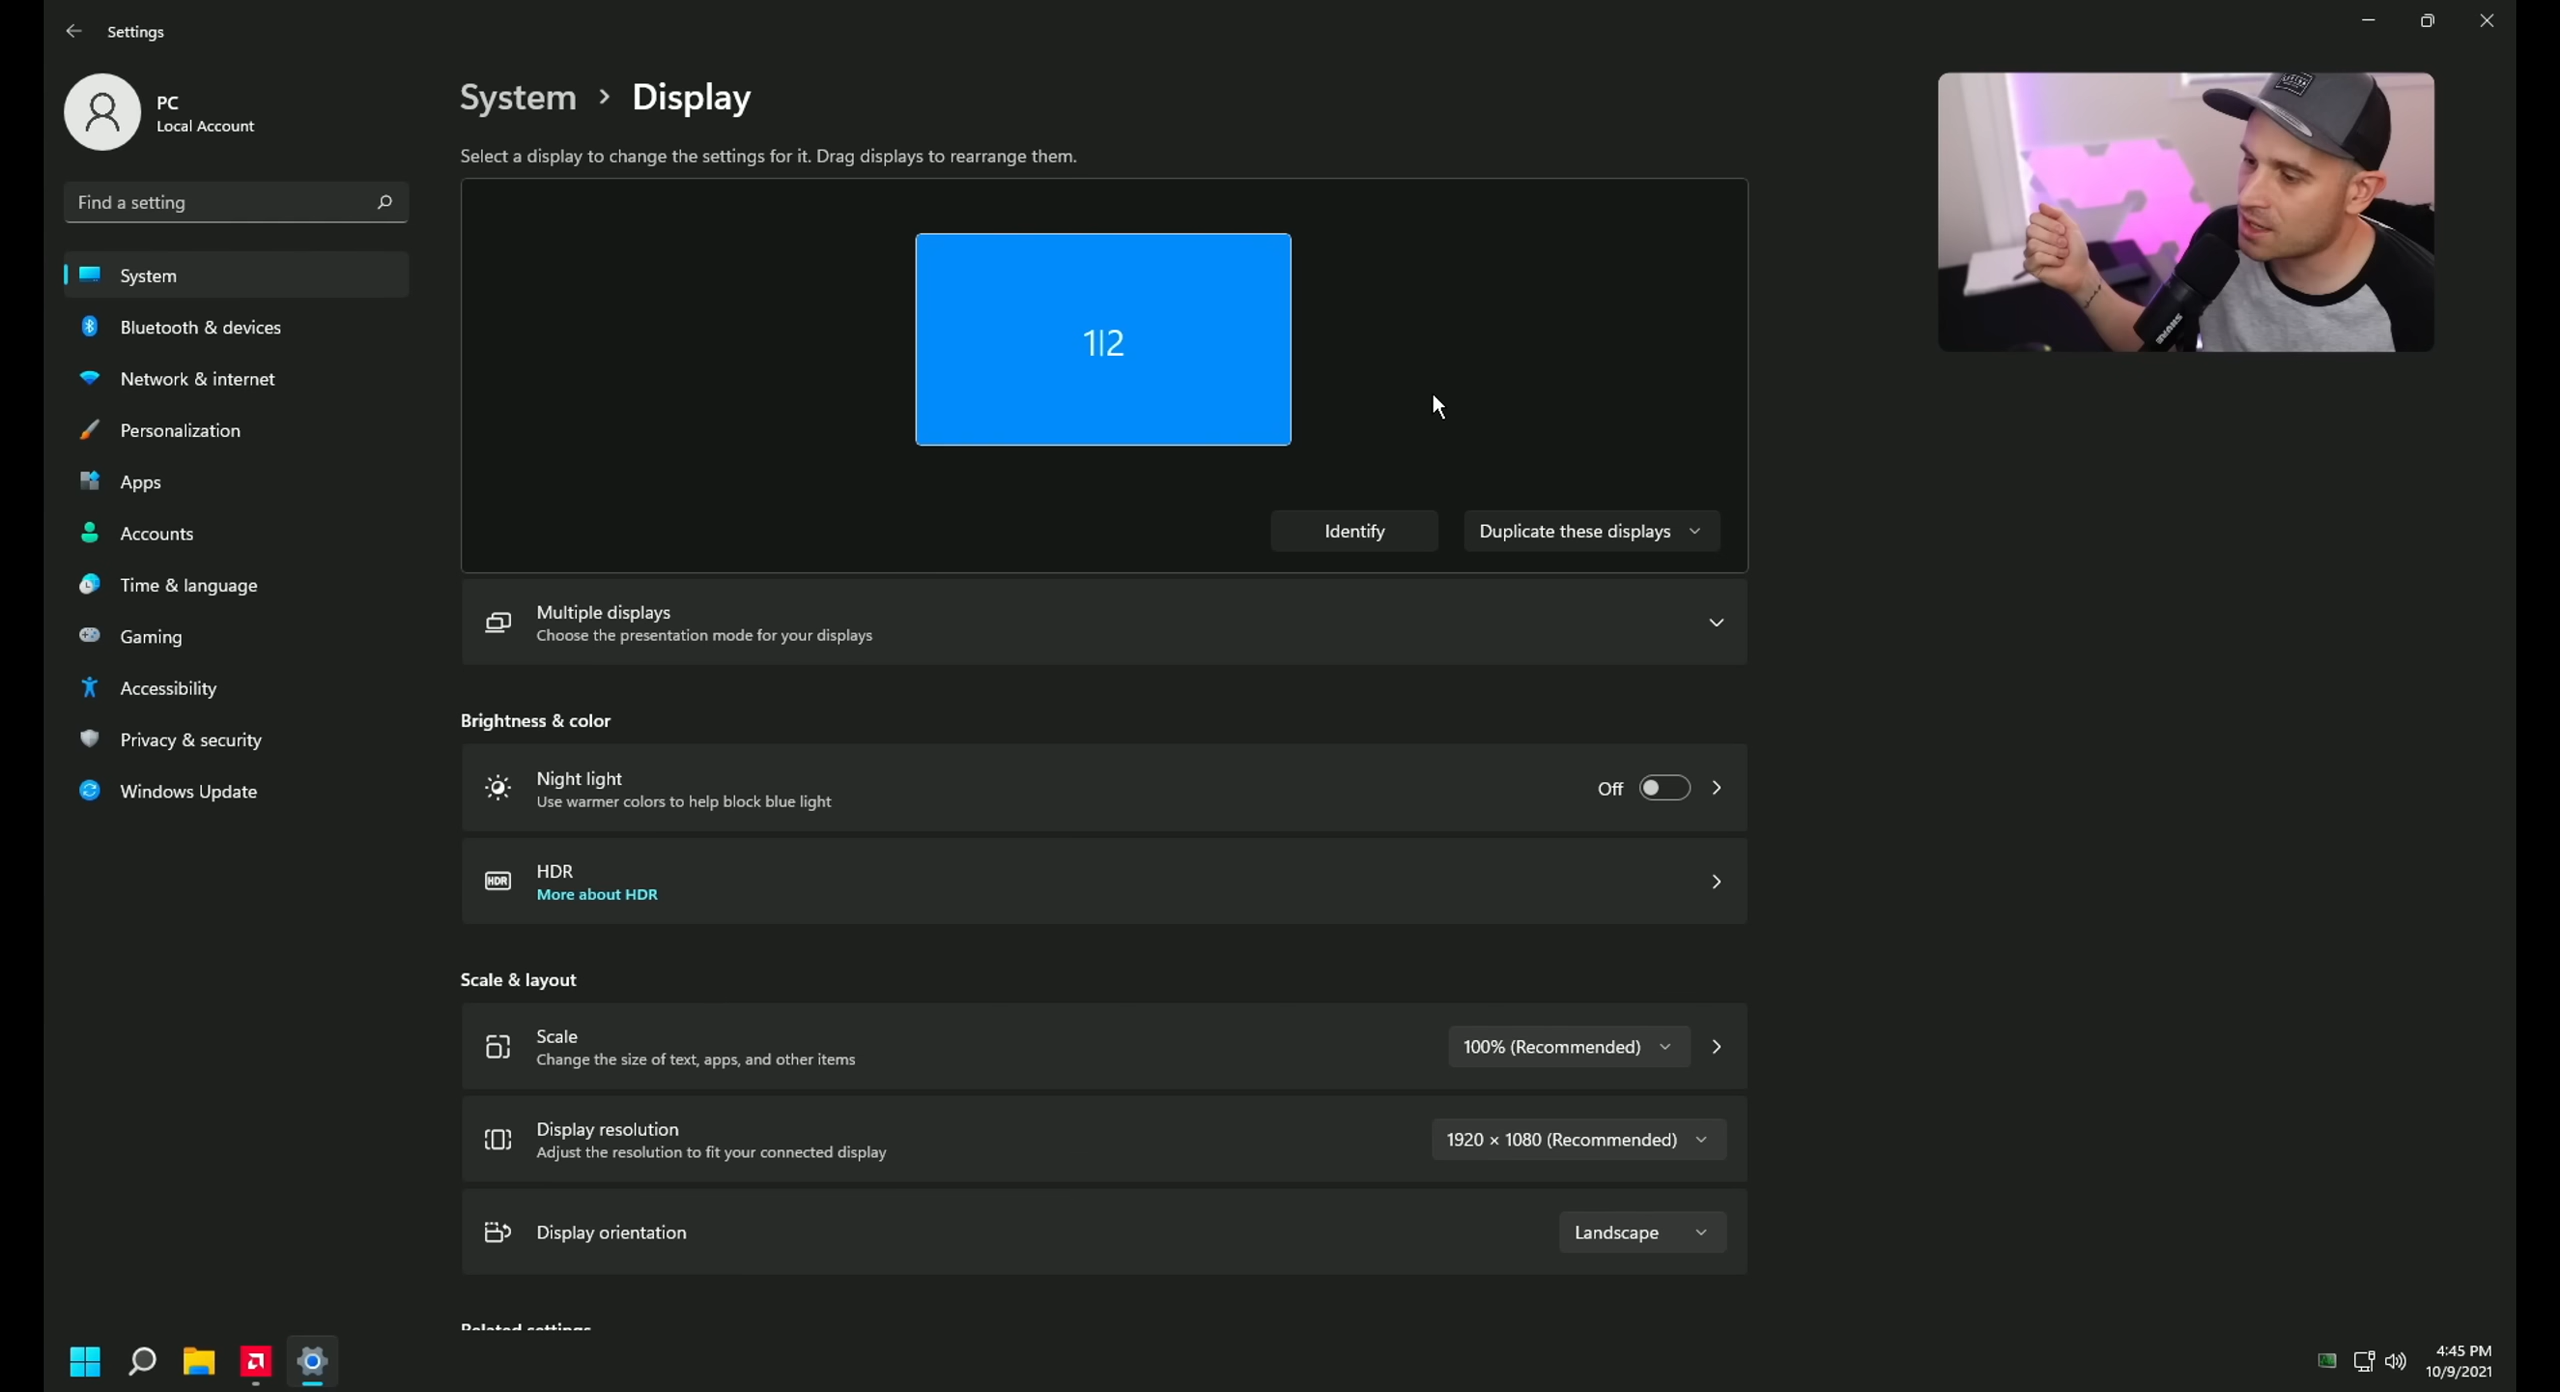 Settings
PC
Local Account
Find a setting
System
Bluetooth & devices
Network & internet
Personalization
Apps
Accounts
Time & language
Gaming
Accessibility
Privacy & security
Windows Update
System > Display
Select a display to change the settings for it. Drag displays to rearrange them.
1|2
Identify
Duplicate these displays
Multiple displays
Choose the presentation mode for your displays
Brightness & color
Night light
Use warmer colors to help block blue light
Off
HDR
HDR
More about HDR
Scale & layout
Scale
Change the size of text, apps, and other items
100% (Recommended)
Display resolution
Adjust the resolution to fit your connected display
1920 × 1080 (Recommended)
Display orientation
Landscape
Related settings
SHURE
4:45 PM
10/9/2021